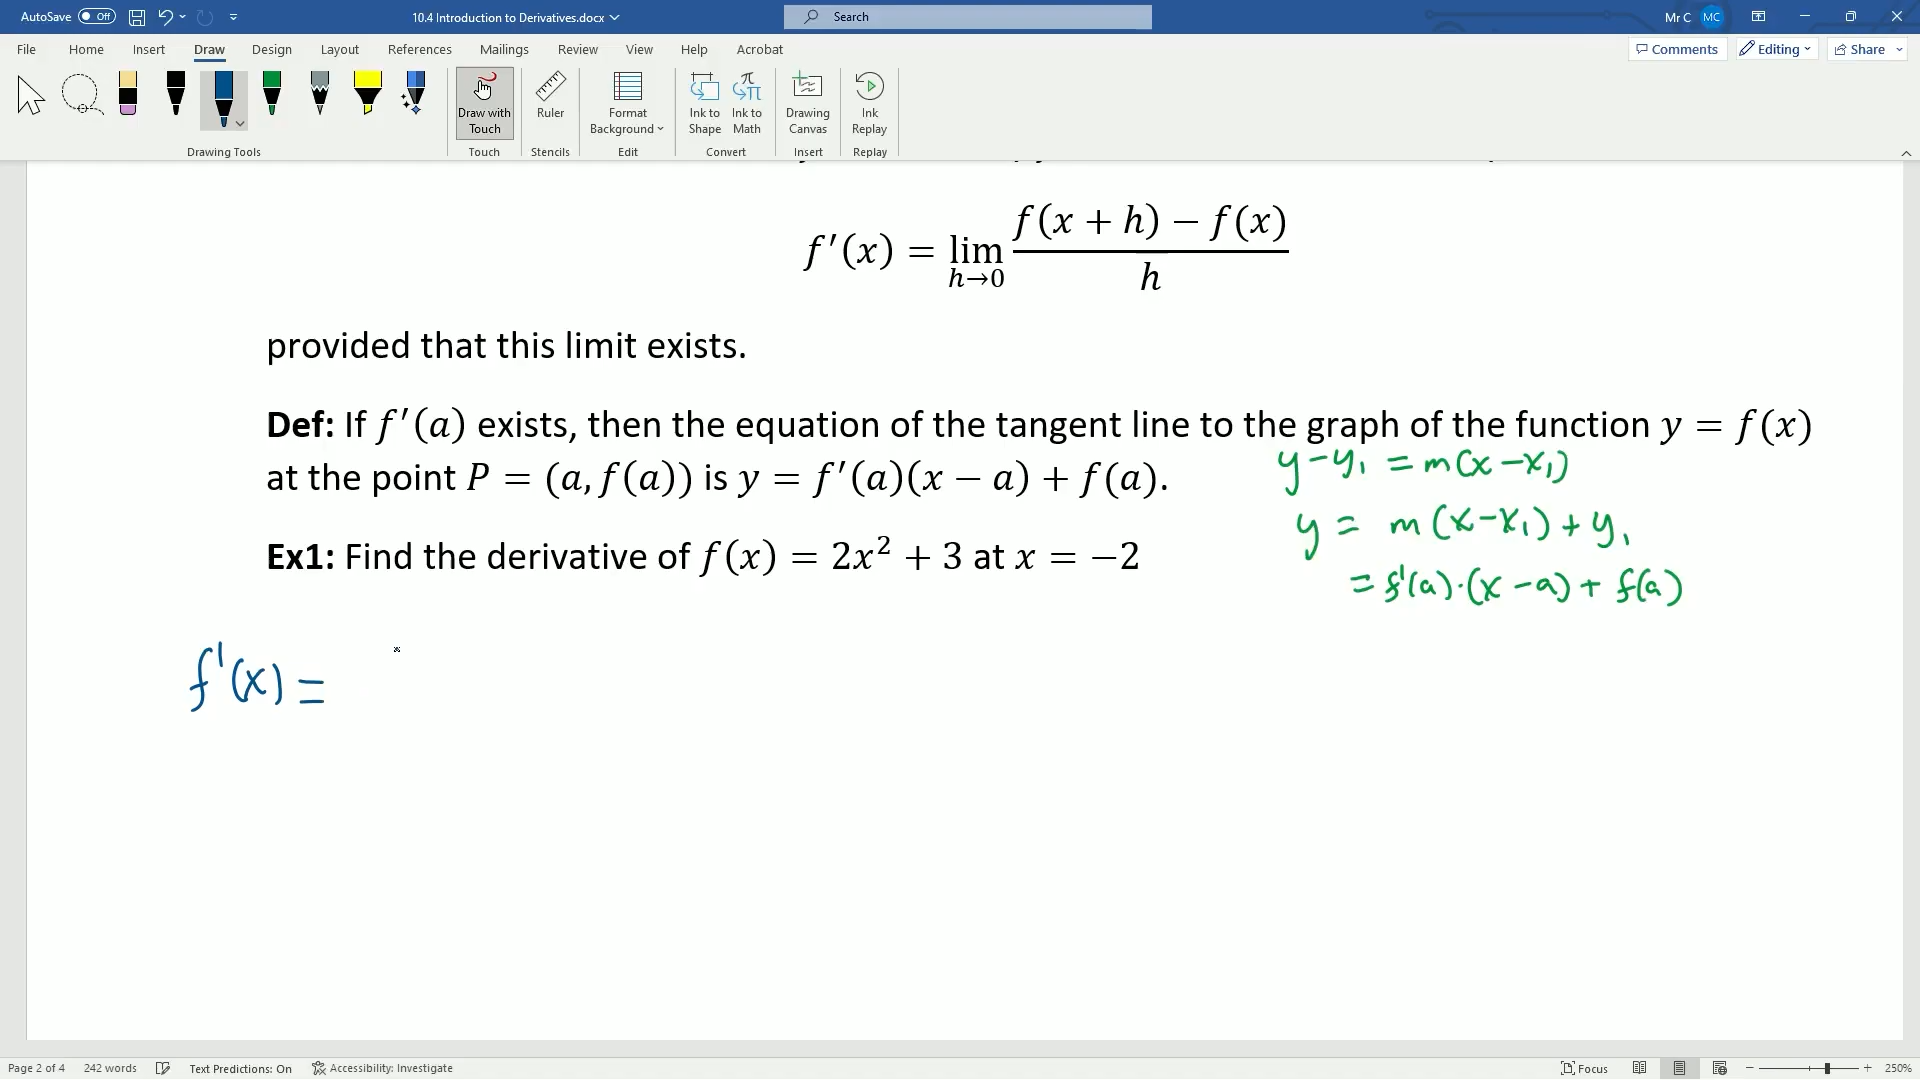 AutoSave Off 10.4 Introduction to Derivatives.docx Search Mr C MC
File Home Insert Draw Design Layout References Mailings Review View Help Acrobat Comments Editing Share
Draw with Touch Ruler Format Background Ink to Shape Ink to Math Drawing Canvas Ink Replay
Drawing Tools Touch Stencils Edit Convert Insert Replay
f′(x) = lim h→0 (f(x + h) − f(x))/h
provided that this limit exists.
Def: If f′(a) exists, then the equation of the tangent line to the graph of the function y = f(x)
at the point P = (a, f(a)) is y = f′(a)(x − a) + f(a).
y − y₁ = m(x − x₁)
y = m(x − x₁) + y₁
Ex1: Find the derivative of f(x) = 2x² + 3 at x = −2
= f'(a)·(x − a) + f(a)
f'(x) =
Page 2 of 4 242 words Text Predictions: On Accessibility: Investigate Focus 250%